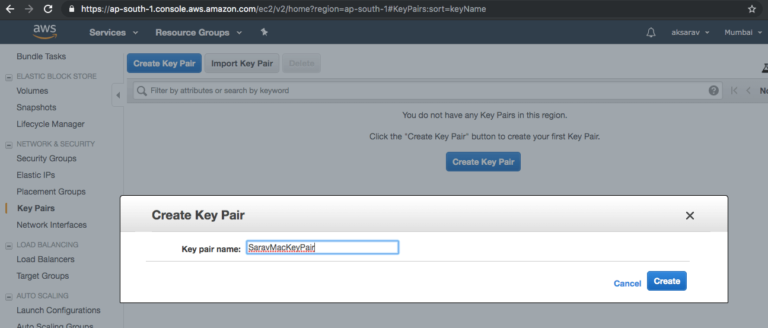 https://ap-south-1.console.aws.amazon.com/ec2/v2/home?region=ap-south-1#KeyPairs:sort=keyName
aws Services Resource Groups aksarav Mumbai
Bundle Tasks
ELASTIC BLOCK STORE
Volumes
Snapshots
Lifecycle Manager
NETWORK & SECURITY
Security Groups
Elastic IPs
Placement Groups
Key Pairs
Network Interfaces
LOAD BALANCING
Load Balancers
Target Groups
AUTO SCALING
Launch Configurations
Auto Scaling Groups
Create Key Pair Import Key Pair Delete
Filter by attributes or search by keyword
You do not have any Key Pairs in this region.
Click the "Create Key Pair" button to create your first Key Pair.
Create Key Pair
Create Key Pair
Key pair name: SaravMacKeyPair
Cancel Create